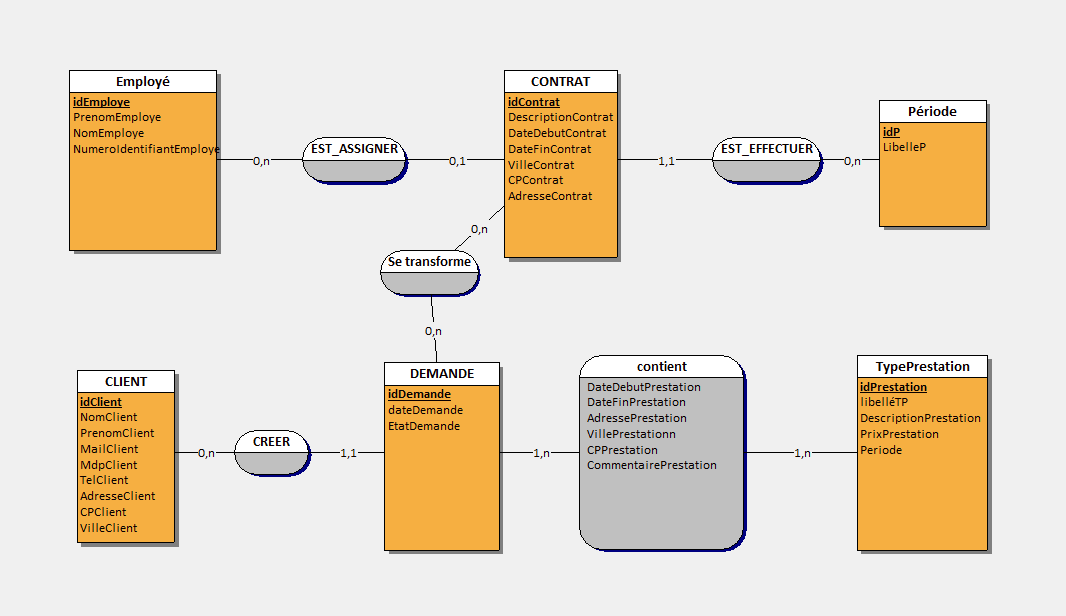 Employé
idEmploye
PrenomEmploye
NomEmploye
NumeroIdentifiantEmploye
0,n
EST_ASSIGNER
0,1
CONTRAT
idContrat
DescriptionContrat
DateDebutContrat
DateFinContrat
VilleContrat
CPContrat
AdresseContrat
1,1
EST_EFFECTUER
0,n
Période
idP
LibelleP
0,n
Se transforme
0,n
CLIENT
idClient
NomClient
PrenomClient
MailClient
MdpClient
TelClient
AdresseClient
CPClient
VilleClient
0,n
CREER
1,1
DEMANDE
idDemande
dateDemande
EtatDemande
1,n
contient
DateDebutPrestation
DateFinPrestation
AdressePrestation
VillePrestationn
CPPrestation
CommentairePrestation
1,n
TypePrestation
idPrestation
libelléTP
DescriptionPrestation
PrixPrestation
Periode